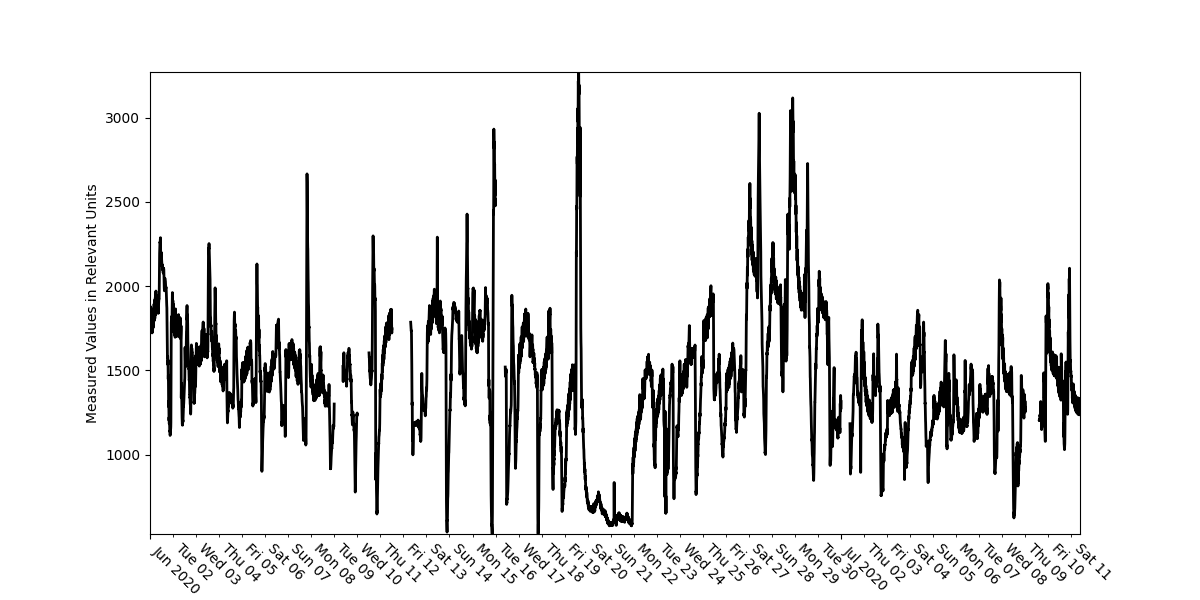 3000
2500
2000
1500
1000
Measured Values in Relevant Units
Jun 2020
Tue 02
Wed 03
Thu 04
Fri 05
Sat 06
Sun 07
Mon 08
Tue 09
Wed 10
Thu 11
Fri 12
Sat 13
Sun 14
Mon 15
Tue 16
Wed 17
Thu 18
Fri 19
Sat 20
Sun 21
Mon 22
Tue 23
Wed 24
Thu 25
Fri 26
Sat 27
Sun 28
Mon 29
Tue 30
Jul 2020
Thu 02
Fri 03
Sat 04
Sun 05
Mon 06
Tue 07
Wed 08
Thu 09
Fri 10
Sat 11